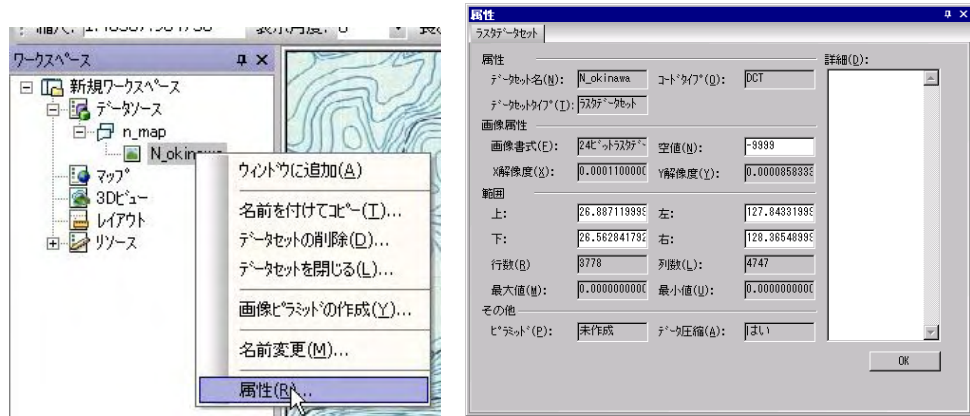 ワークスペース
新規ワークスペース
データソース
n_map
N_okinawa
マップ
3Dビュー
レイアウト
リソース
ウィンドウに追加(A)
名前を付けてコピー(T)...
データセットの削除(D)...
データセットを閉じる(L)...
画像ピラミッドの作成(Y)...
名前変更(M)...
属性(R)...
属性
ラスタデータセット
属性
データセット名(N): N_okinawa コードタイプ(O): DCT
データセットタイプ(I): ラスタデータセット
画像属性
画像書式(F): 24ビットラスタデー 空値(N): -9999
X解像度(X): 0.000110000 Y解像度(Y): 0.0000858333
範囲
上: 26.88711999 左: 127.8433199
下: 26.56284179 右: 128.3654899
行数(R) 3778 列数(L): 4747
最大値(M): 0.000000000 最小値(U): 0.000000000
その他
ピラミッド(P): 未作成 データ圧縮(A): はい
詳細(D):
OK